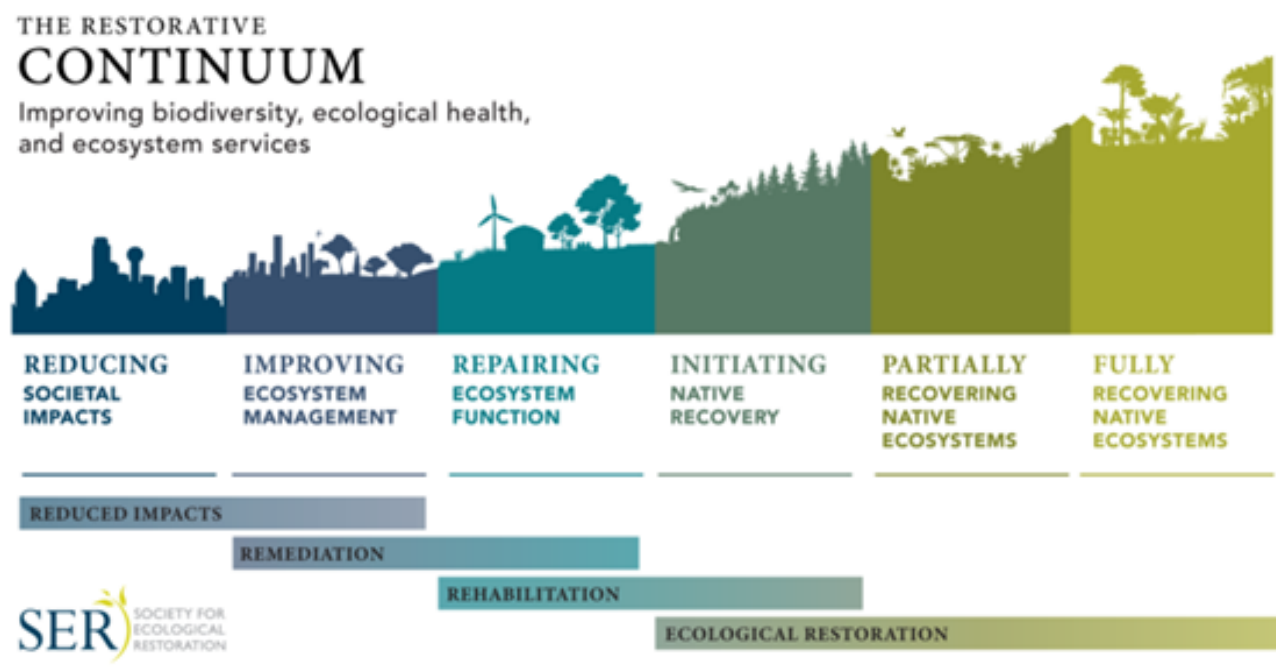 THE RESTORATIVE
CONTINUUM
Improving biodiversity, ecological health,
and ecosystem services
REDUCING
SOCIETAL
IMPACTS
IMPROVING
ECOSYSTEM
MANAGEMENT
REPAIRING
ECOSYSTEM
FUNCTION
INITIATING
NATIVE
RECOVERY
PARTIALLY
RECOVERING
NATIVE
ECOSYSTEMS
FULLY
RECOVERING
NATIVE
ECOSYSTEMS
REDUCED IMPACTS
REMEDIATION
REHABILITATION
ECOLOGICAL RESTORATION
SER
SOCIETY FOR
ECOLOGICAL
RESTORATION